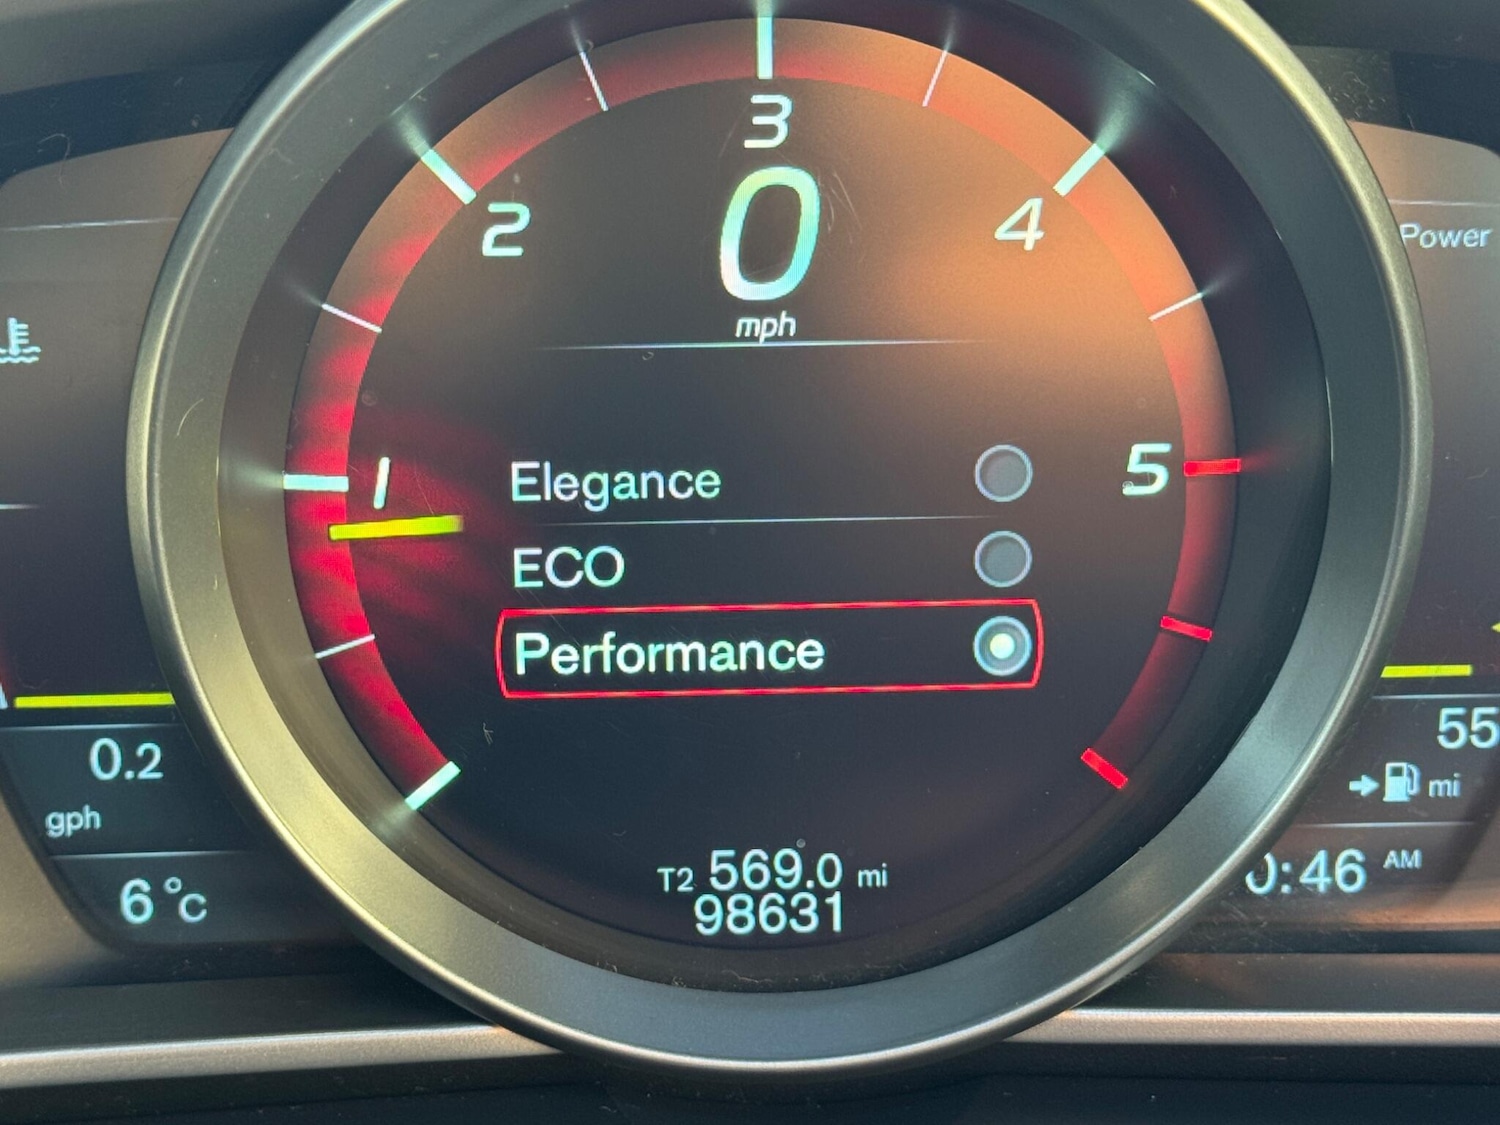 3
2
4
0
mph
Power
1
5
Elegance
ECO
Performance
0.2
gph
6°c
55
mi
:46 AM
T2 569.0 mi
98631